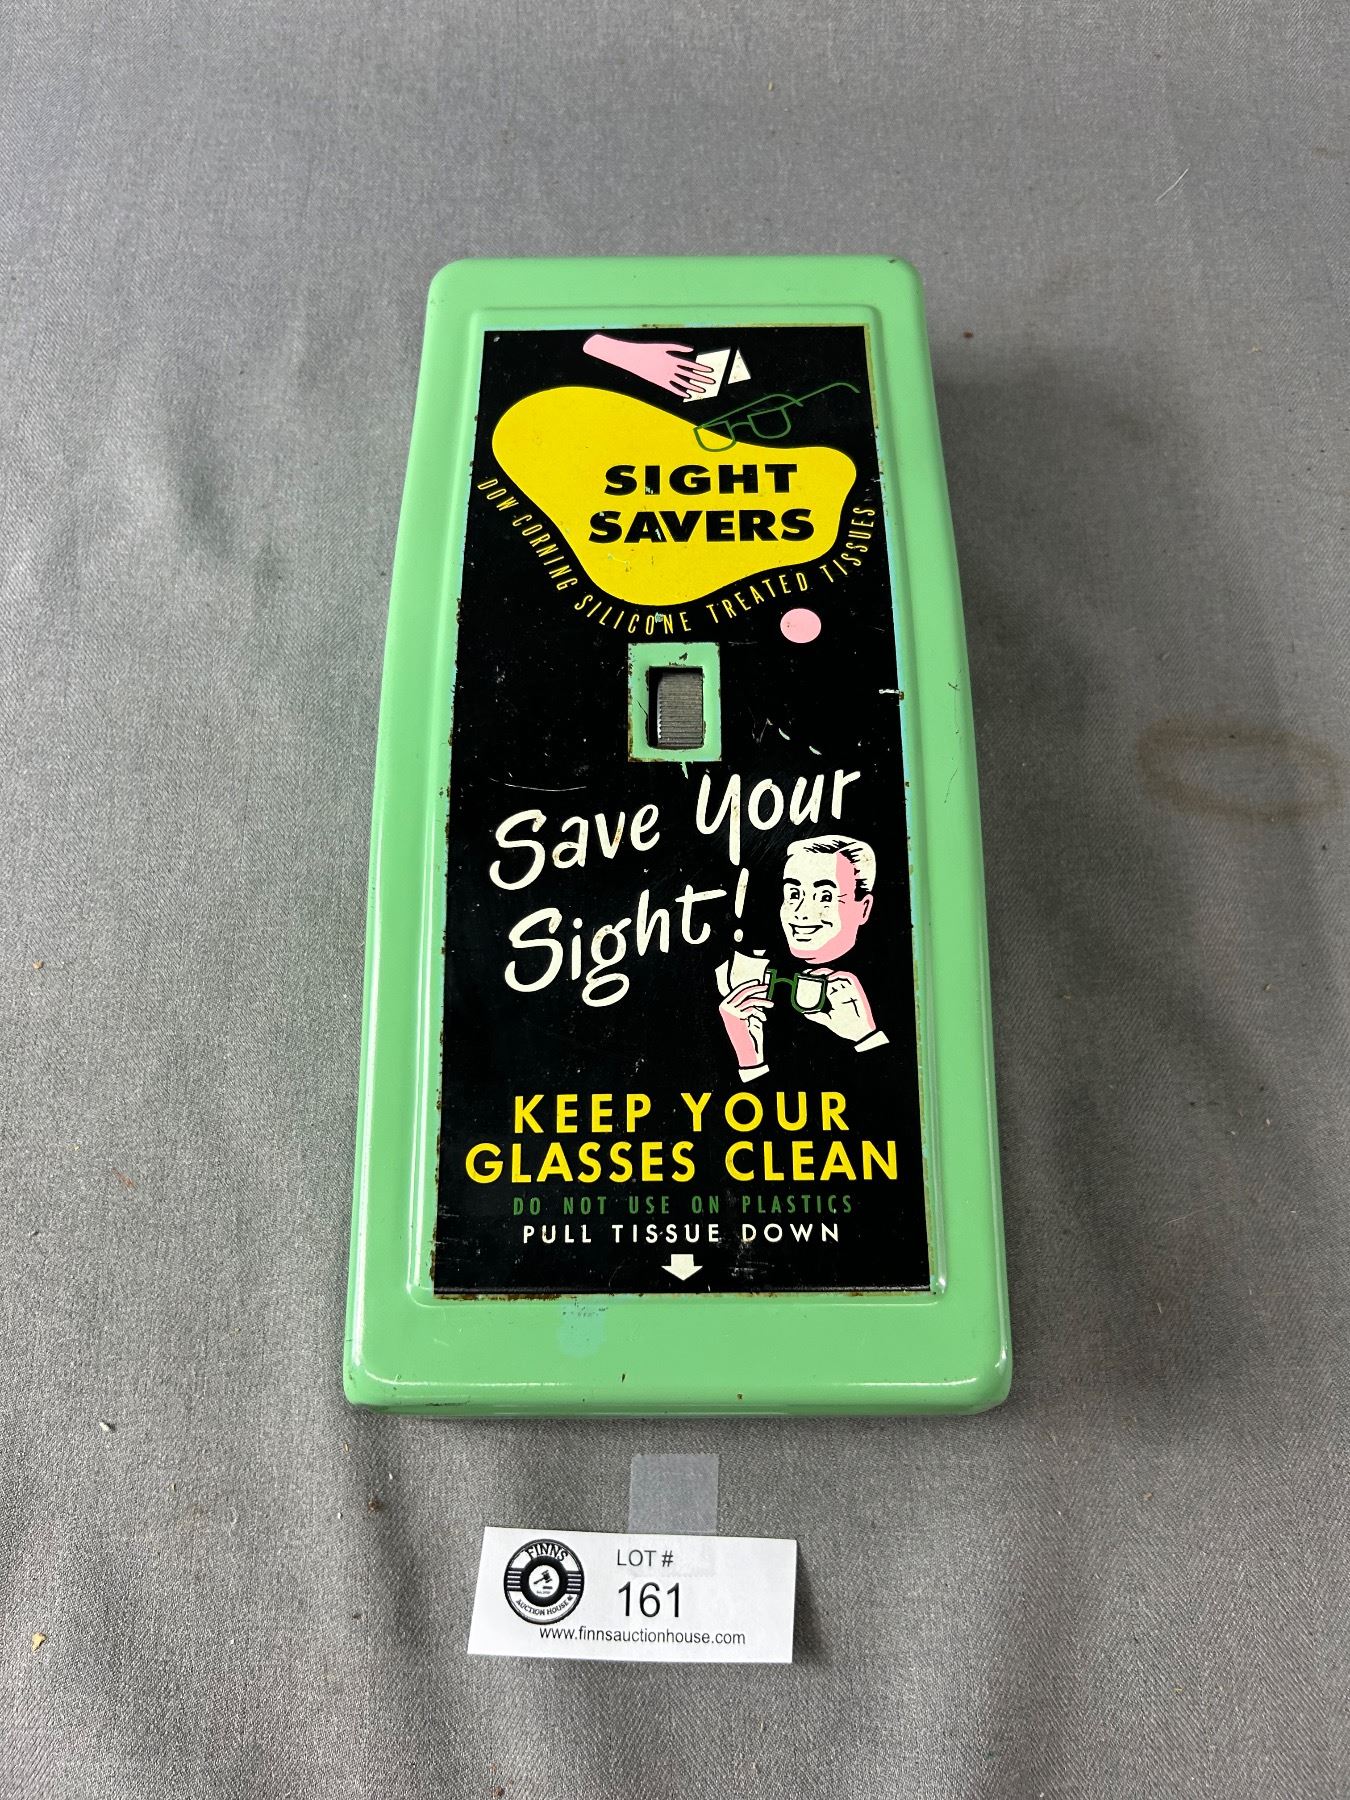 SIGHT
SAVERS
DOW CORNING SILICONE TREATED TISSUES
Save Your
Sight!
KEEP YOUR
GLASSES CLEAN
DO NOT USE ON PLASTICS
PULL TISSUE DOWN
FINNS
AUCTION HOUSE
LOT #
161
www.finnsauctionhouse.com